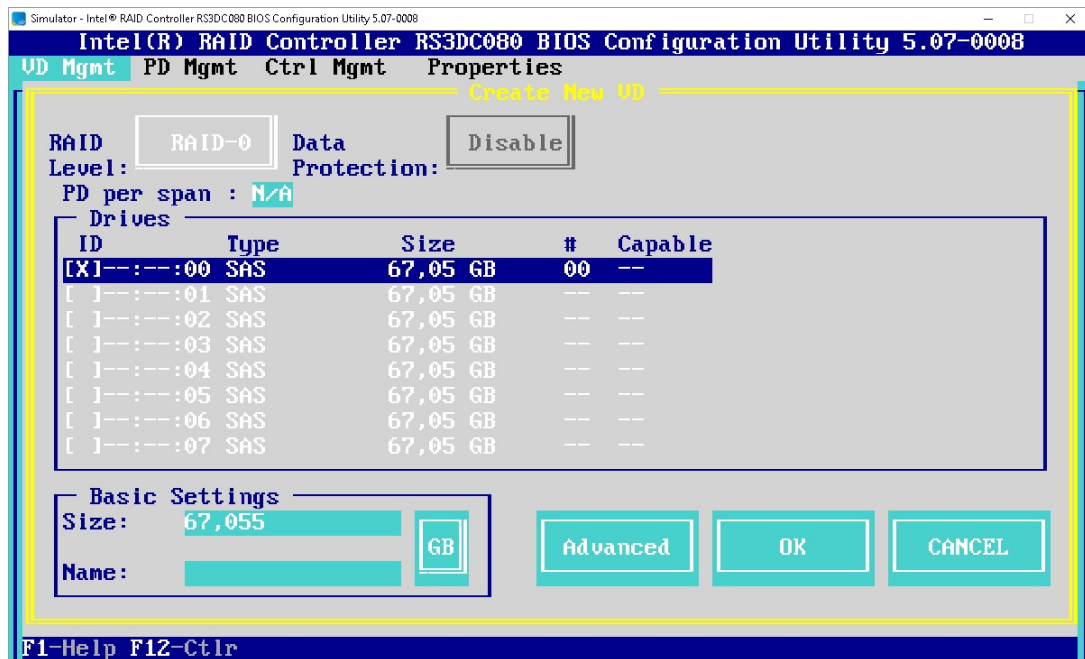 Simulator - Intel® RAID Controller RS3DC080 BIOS Configuration Utility 5.07-0008
Intel(R) RAID Controller RS3DC080 BIOS Configuration Utility 5.07-0008
VD Mgmt PD Mgmt Ctrl Mgmt Properties
Create New VD
RAID Level: RAID-0 Data Protection: Disable
PD per span : N/A
Drives
ID Type Size # Capable
[X]--:--:00 SAS 67,05 GB 00 --
[ ]--:--:01 SAS 67,05 GB -- --
[ ]--:--:02 SAS 67,05 GB -- --
[ ]--:--:03 SAS 67,05 GB -- --
[ ]--:--:04 SAS 67,05 GB -- --
[ ]--:--:05 SAS 67,05 GB -- --
[ ]--:--:06 SAS 67,05 GB -- --
[ ]--:--:07 SAS 67,05 GB -- --
Basic Settings
Size: 67,055
GB Advanced OK CANCEL
Name:
F1-Help F12-Ctlr